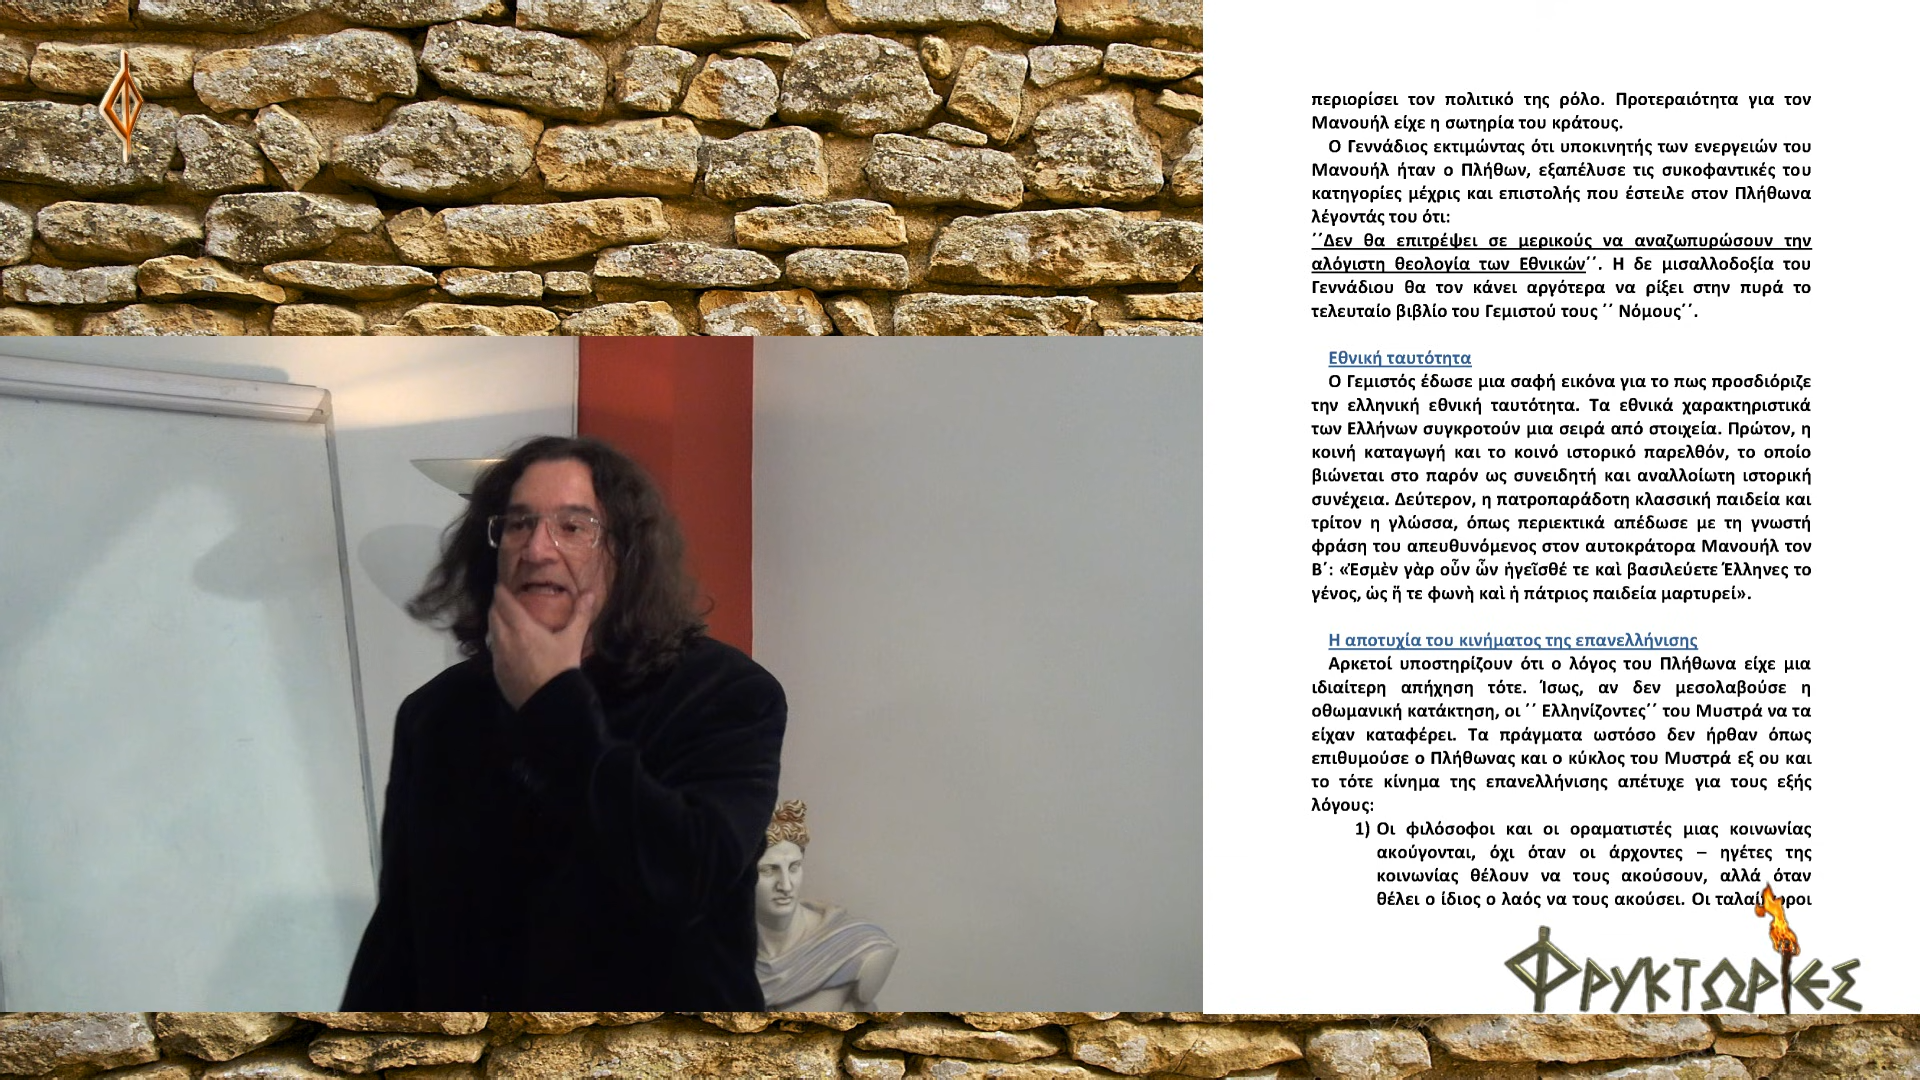 περιορίσει τον πολιτικό της ρόλο. Προτεραιότητα για τον
Μανουήλ είχε η σωτηρία του κράτους.
Ο Γεννάδιος εκτιμώντας ότι υποκινητής των ενεργειών του
Μανουήλ ήταν ο Πλήθων, εξαπέλυσε τις συκοφαντικές του
κατηγορίες μέχρις και επιστολής που έστειλε στον Πλήθωνα
λέγοντάς του ότι:
΄΄Δεν θα επιτρέψει σε μερικούς να αναζωπυρώσουν την
αλόγιστη θεολογία των Εθνικών΄΄. Η δε μισαλλοδοξία του
Γεννάδιου θα τον κάνει αργότερα να ρίξει στην πυρά το
τελευταίο βιβλίο του Γεμιστού τους ΄΄ Νόμους΄΄.
Εθνική ταυτότητα
Ο Γεμιστός έδωσε μια σαφή εικόνα για το πως προσδιόριζε
την ελληνική εθνική ταυτότητα. Τα εθνικά χαρακτηριστικά
των Ελλήνων συγκροτούν μια σειρά από στοιχεία. Πρώτον, η
κοινή καταγωγή και το κοινό ιστορικό παρελθόν, το οποίο
βιώνεται στο παρόν ως συνειδητή και αναλλοίωτη ιστορική
συνέχεια. Δεύτερον, η πατροπαράδοτη κλασσική παιδεία και
τρίτον η γλώσσα, όπως περιεκτικά απέδωσε με τη γνωστή
φράση του απευθυνόμενος στον αυτοκράτορα Μανουήλ τον
Β΄: «Ἐσμὲν γὰρ οὖν ὧν ἡγεῖσθέ τε καὶ βασιλεύετε Ἕλληνες το
γένος, ὡς ἥ τε φωνὴ καὶ ἡ πάτριος παιδεία μαρτυρεί».
Η αποτυχία του κινήματος της επανελλήνισης
Αρκετοί υποστηρίζουν ότι ο λόγος του Πλήθωνα είχε μια
ιδιαίτερη απήχηση τότε. Ίσως, αν δεν μεσολαβούσε η
οθωμανική κατάκτηση, οι ΄΄ Ελληνίζοντες΄΄ του Μυστρά να τα
είχαν καταφέρει. Τα πράγματα ωστόσο δεν ήρθαν όπως
επιθυμούσε ο Πλήθωνας και ο κύκλος του Μυστρά εξ ου και
το τότε κίνημα της επανελλήνισης απέτυχε για τους εξής
λόγους:
1) Οι φιλόσοφοι και οι οραματιστές μιας κοινωνίας
ακούγονται, όχι όταν οι άρχοντες – ηγέτες της
κοινωνίας θέλουν να τους ακούσουν, αλλά όταν
θέλει ο ίδιος ο λαός να τους ακούσει. Οι
ΦΡΥΚΤΩΡΙΕΣ